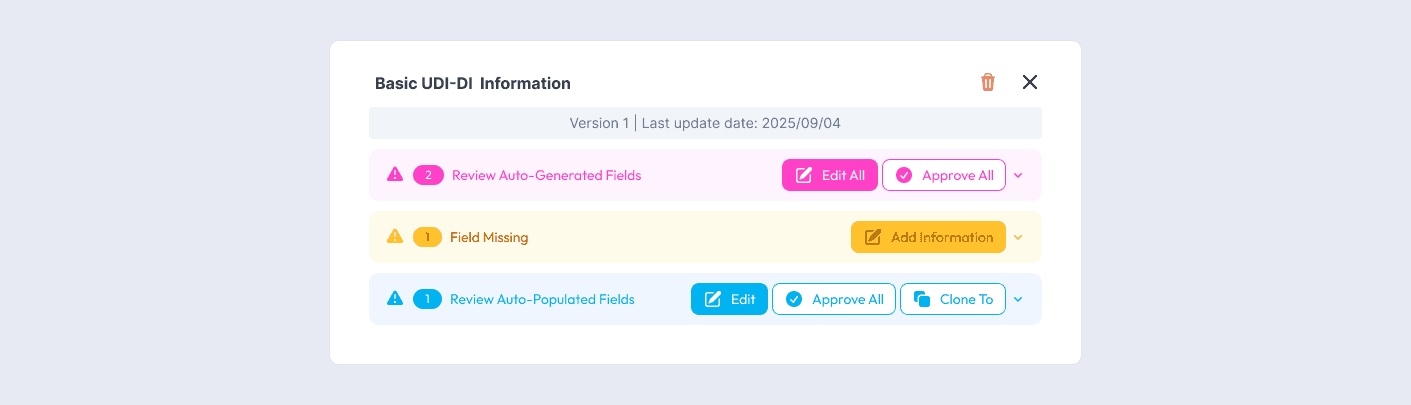 Basic UDI-DI Information
Version 1 | Last update date: 2025/09/04
2 Review Auto-Generated Fields Edit All Approve All
1 Field Missing Add Information
1 Review Auto-Populated Fields Edit Approve All Clone To